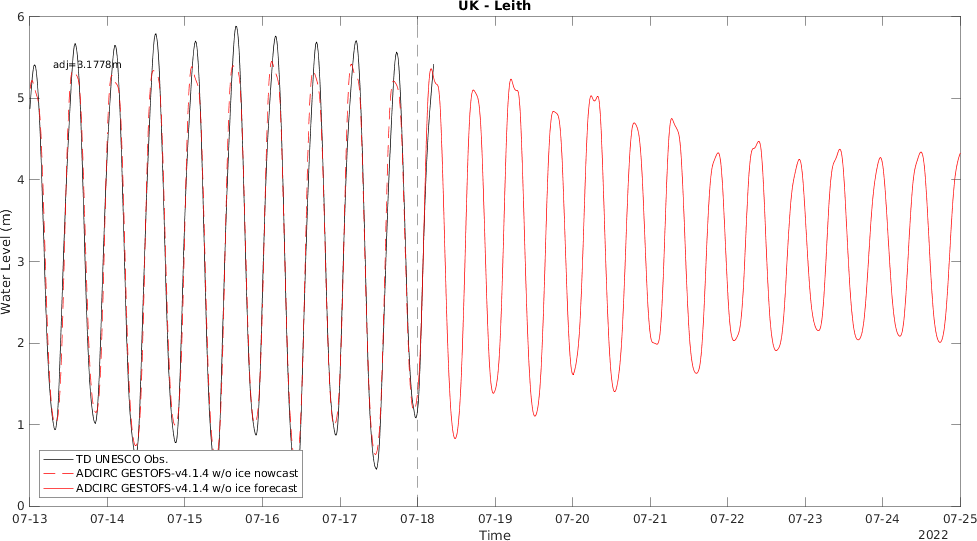 UK - Leith
6
5
4
3
2
1
0
Water Level (m)
adj=3.1778m
TD UNESCO Obs.
ADCIRC GESTOFS-v4.1.4 w/o ice nowcast
ADCIRC GESTOFS-v4.1.4 w/o ice forecast
07-13 07-14 07-15 07-16 07-17 07-18 07-19 07-20 07-21 07-22 07-23 07-24 07-25
Time
2022